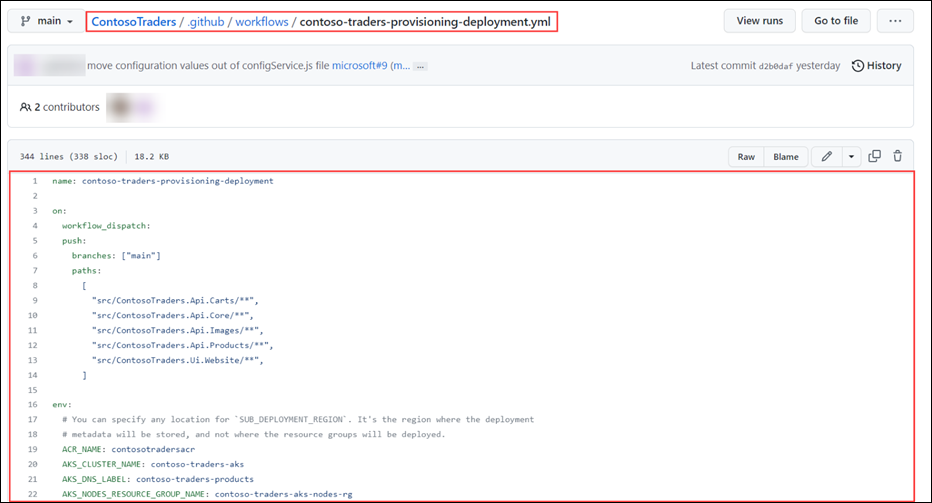 main ContosoTraders / .github / workflows / contoso-traders-provisioning-deployment.yml View runs Go to file ...
move configuration values out of configService.js file microsoft#9 (m... ... Latest commit d2b0daf yesterday History
2 contributors
344 lines (338 sloc) 18.2 KB Raw Blame
1 name: contoso-traders-provisioning-deployment
2
3 on:
4 workflow_dispatch:
5 push:
6 branches: ["main"]
7 paths:
8 [
9 "src/ContosoTraders.Api.Carts/**",
10 "src/ContosoTraders.Api.Core/**",
11 "src/ContosoTraders.Api.Images/**",
12 "src/ContosoTraders.Api.Products/**",
13 "src/ContosoTraders.Ui.Website/**",
14 ]
15
16 env:
17 # You can specify any location for `SUB_DEPLOYMENT_REGION`. It's the region where the deployment
18 # metadata will be stored, and not where the resource groups will be deployed.
19 ACR_NAME: contosotradersacr
20 AKS_CLUSTER_NAME: contoso-traders-aks
21 AKS_DNS_LABEL: contoso-traders-products
22 AKS_NODES_RESOURCE_GROUP_NAME: contoso-traders-aks-nodes-rg